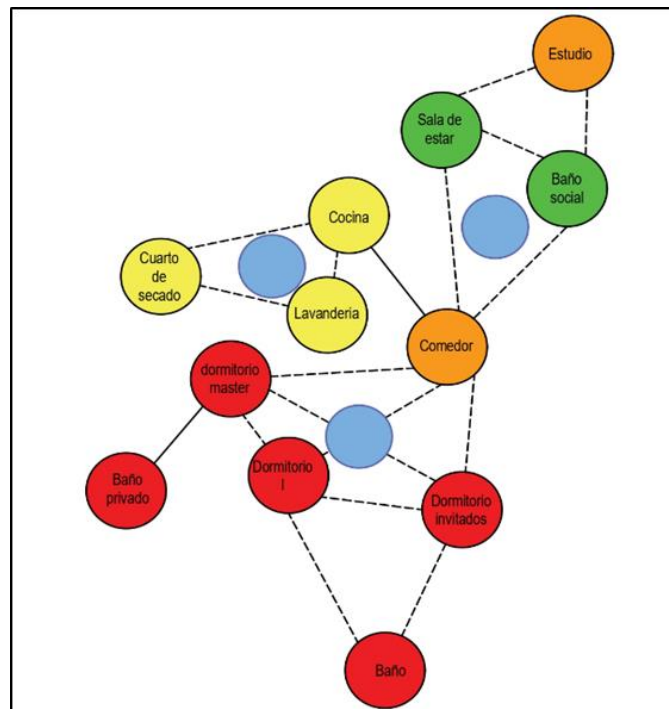 Estudio
Sala de
estar
Baño
social
Cocina
Cuarto
de
secado
Lavanderia
Comedor
dormitorio
master
Baño
privado
Dormitorio
I
Dormitorio
invitados
Baño